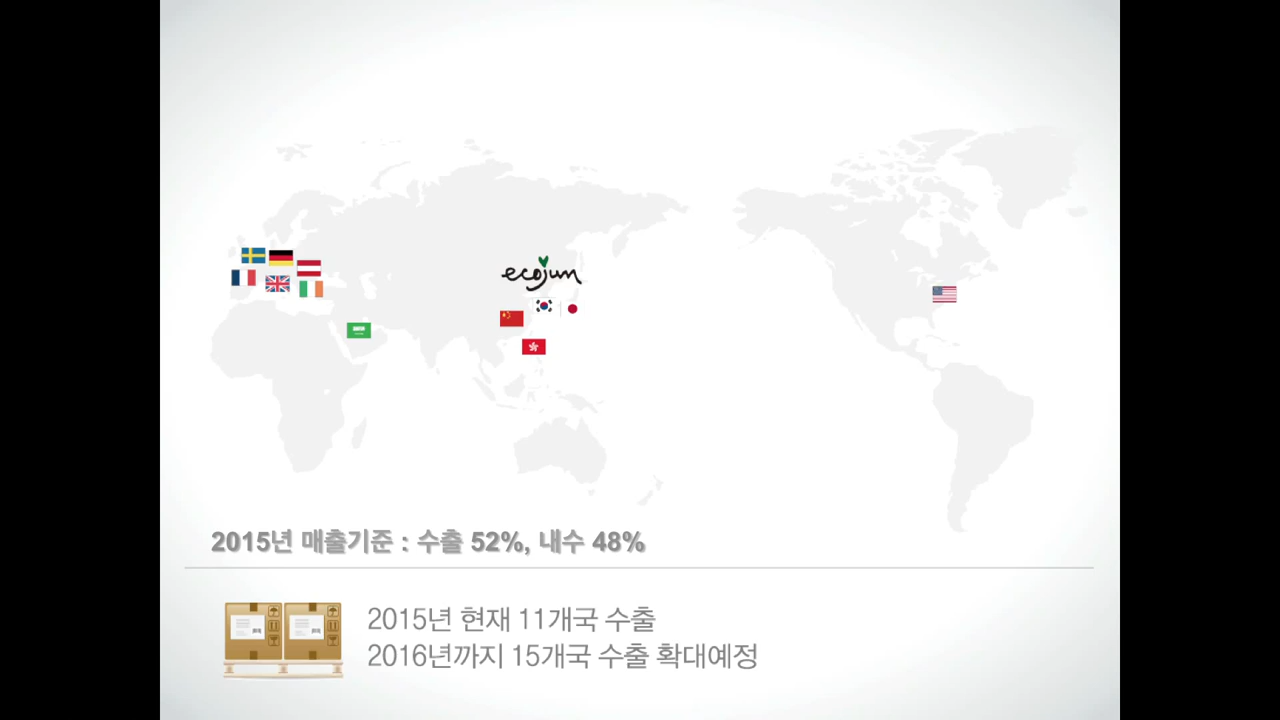 ecojun
2015년 매출기준 : 수출 52%, 내수 48%
2015년 현재 11개국 수출
2016년까지 15개국 수출 확대예정